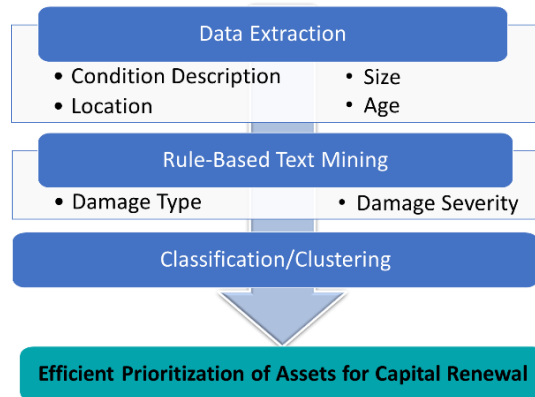 Data Extraction
• Condition Description • Size
• Location • Age
Rule-Based Text Mining
• Damage Type • Damage Severity
Classification/Clustering
Efficient Prioritization of Assets for Capital Renewal